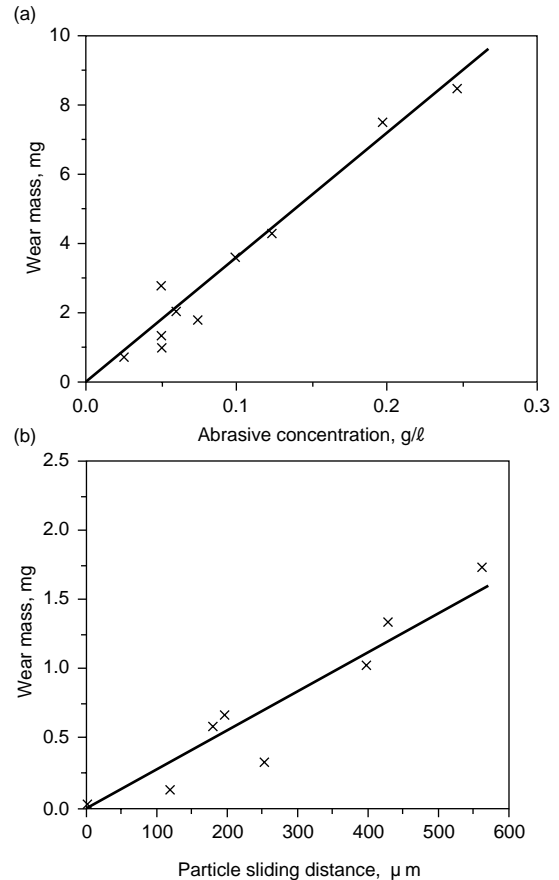 (a)
10
8
6
4
2
0
Wear mass, mg
0.0 0.1 0.2 0.3
Abrasive concentration, g/ℓ
(b)
2.5
2.0
1.5
1.0
0.5
0.0
Wear mass, mg
0 100 200 300 400 500 600
Particle sliding distance, μ m